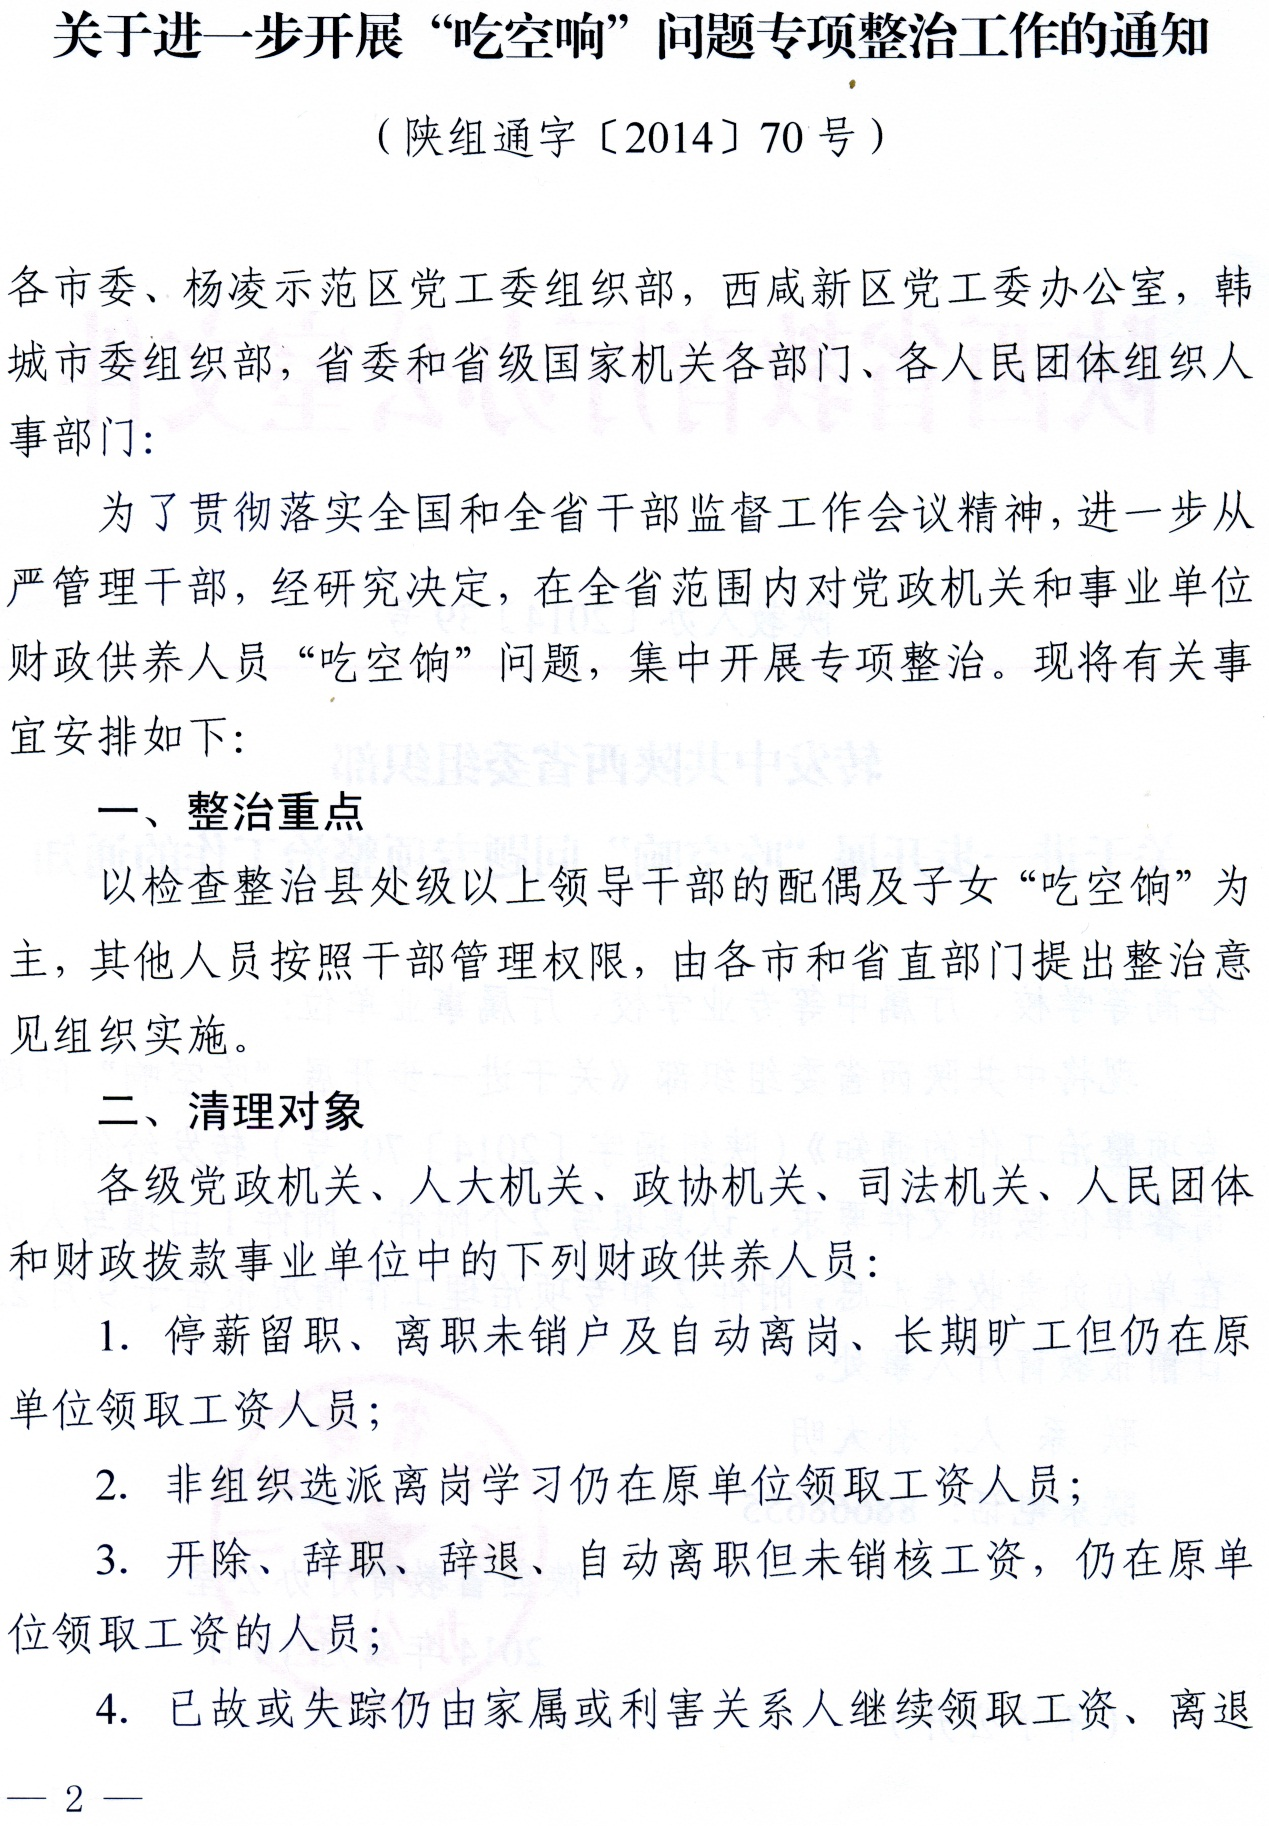 关于进一步开展“吃空响”问题专项整治工作的通知
（陕组通字〔2014〕70号）
各市委、杨凌示范区党工委组织部，西咸新区党工委办公室，韩
城市委组织部，省委和省级国家机关各部门、各人民团体组织人
事部门：
为了贯彻落实全国和全省干部监督工作会议精神，进一步从
严管理干部，经研究决定，在全省范围内对党政机关和事业单位
财政供养人员“吃空饷”问题，集中开展专项整治。现将有关事
宜安排如下：
一、整治重点
以检查整治县处级以上领导干部的配偶及子女“吃空饷”为
主，其他人员按照干部管理权限，由各市和省直部门提出整治意
见组织实施。
二、清理对象
各级党政机关、人大机关、政协机关、司法机关、人民团体
和财政拨款事业单位中的下列财政供养人员：
1. 停薪留职、离职未销户及自动离岗、长期旷工但仍在原
单位领取工资人员；
2. 非组织选派离岗学习仍在原单位领取工资人员；
3. 开除、辞职、辞退、自动离职但未销核工资，仍在原单
位领取工资的人员；
4. 已故或失踪仍由家属或利害关系人继续领取工资、离退
— 2 —